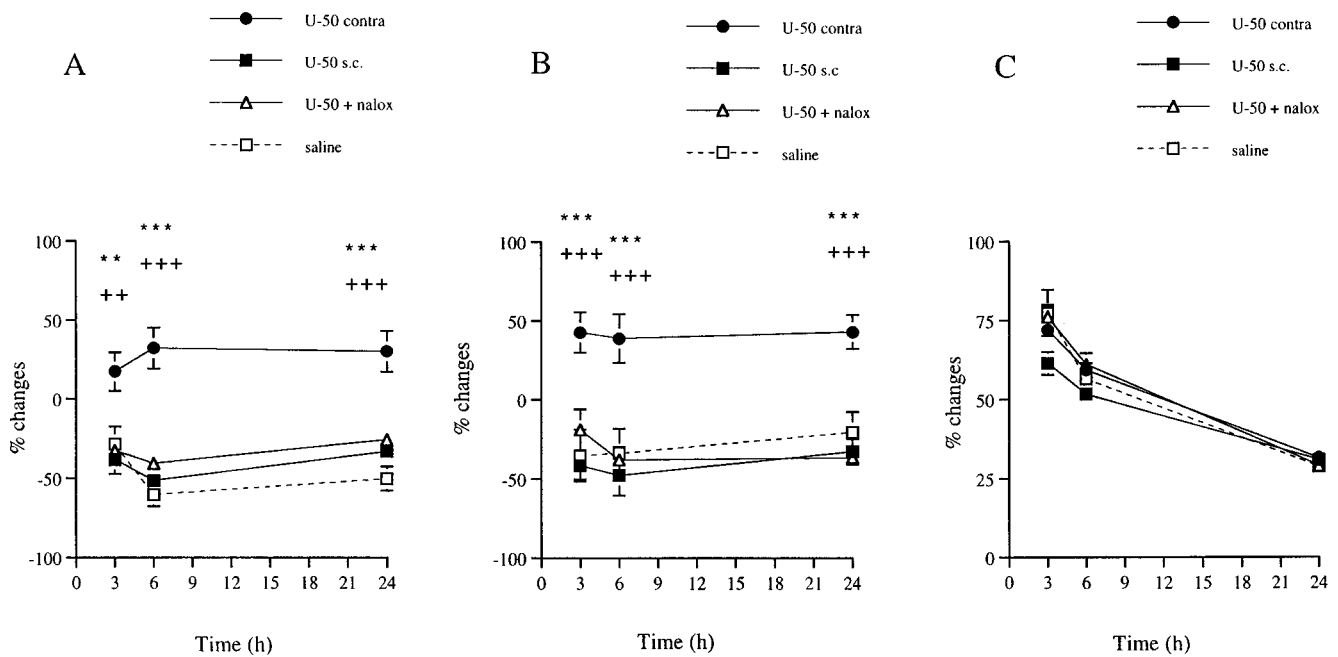 A
U-50 contra
U-50 s.c.
U-50 + nalox
saline
% changes
100
50
0
-50
-100
**
++
***
+++
***
+++
0 3 6 9 12 15 18 21 24
Time (h)
B
U-50 contra
U-50 s.c
U-50 + nalox
saline
% changes
100
50
0
-50
-100
***
+++
***
+++
***
+++
0 3 6 9 12 15 18 21 24
Time (h)
C
U-50 contra
U-50 s.c.
U-50 + nalox
saline
% changes
100
75
50
25
0
0 3 6 9 12 15 18 21 24
Time (h)